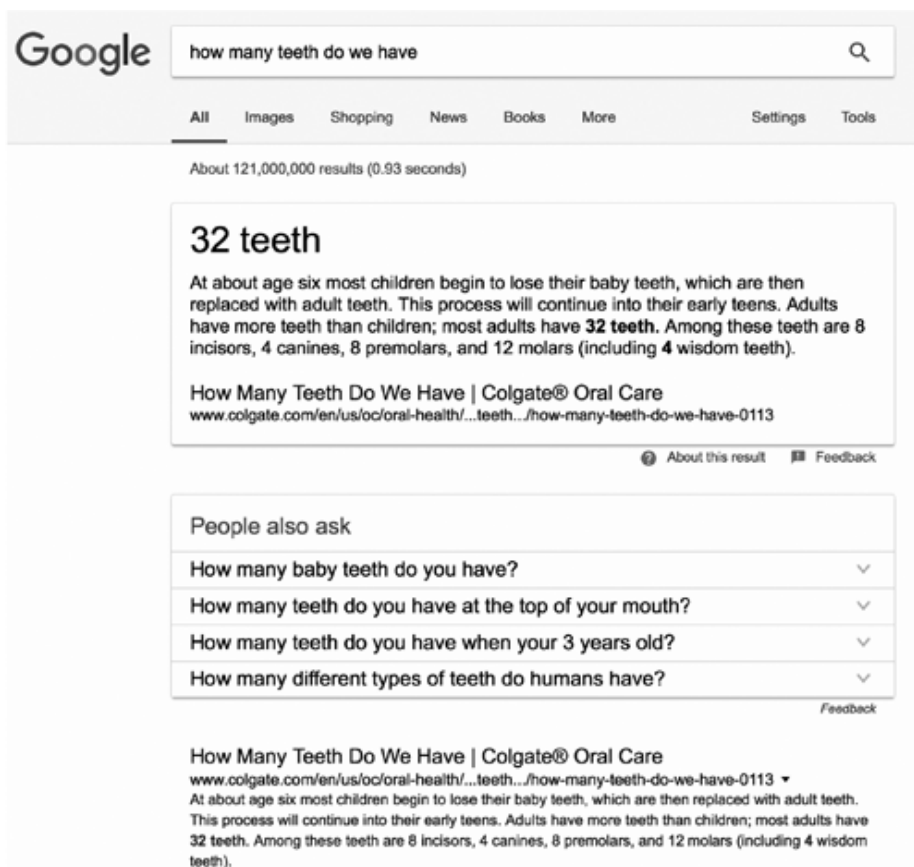 Google
how many teeth do we have
All Images Shopping News Books More Settings Tools
About 121,000,000 results (0.93 seconds)
32 teeth
At about age six most children begin to lose their baby teeth, which are then
replaced with adult teeth. This process will continue into their early teens. Adults
have more teeth than children; most adults have 32 teeth. Among these teeth are 8
incisors, 4 canines, 8 premolars, and 12 molars (including 4 wisdom teeth).
How Many Teeth Do We Have | Colgate® Oral Care
www.colgate.com/en/us/oc/oral-health/...teeth.../how-many-teeth-do-we-have-0113
About this result Feedback
People also ask
How many baby teeth do you have?
How many teeth do you have at the top of your mouth?
How many teeth do you have when your 3 years old?
How many different types of teeth do humans have?
Feedback
How Many Teeth Do We Have | Colgate® Oral Care
www.colgate.com/en/us/oc/oral-health/...teeth.../how-many-teeth-do-we-have-0113
At about age six most children begin to lose their baby teeth, which are then replaced with adult teeth.
This process will continue into their early teens. Adults have more teeth than children; most adults have
32 teeth. Among these teeth are 8 incisors, 4 canines, 8 premolars, and 12 molars (including 4 wisdom
teeth).